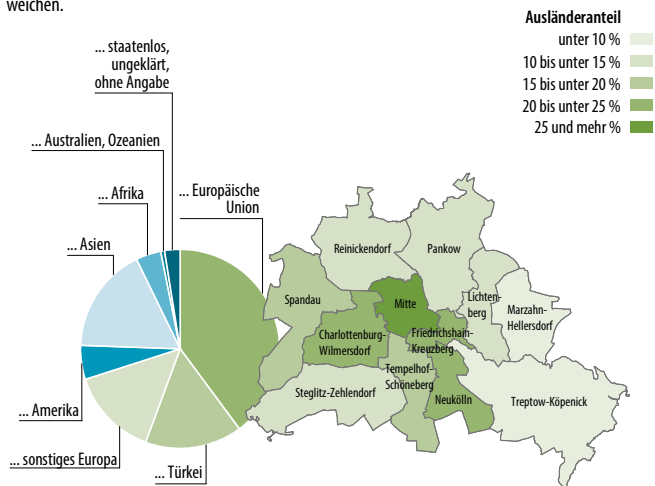 weichen.
Ausländeranteil
unter 10 %
10 bis unter 15 %
15 bis unter 20 %
20 bis unter 25 %
25 und mehr %
... staatenlos,
ungeklärt,
ohne Angabe
... Australien, Ozeanien
... Afrika
... Europäische
Union
... Asien
... Amerika
... sonstiges Europa
... Türkei
Reinickendorf
Pankow
Spandau
Mitte
Lichten-
berg
Marzahn-
Hellersdorf
Charlottenburg-
Wilmersdorf
Friedrichshain-
Kreuzberg
Tempelhof-
Schöneberg
Steglitz-Zehlendorf
Neukölln
Treptow-Köpenick